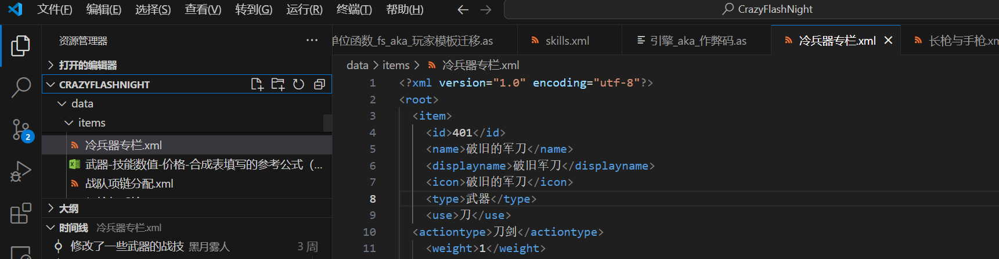 文件(F) 编辑(E) 选择(S) 查看(V) 转到(G) 运行(R) 终端(T) 帮助(H) CrazyFlashNight
资源管理器
打开的编辑器
CRAZYFLASHNIGHT
data
items
冷兵器专栏.xml
武器-技能数值-价格-合成表填写的参考公式（...
战队项链分配.xml
大纲
时间线 冷兵器专栏.xml
修改了一些武器的战技 黑月雾人 3 周
2
单位函数_fs_aka_玩家模板迁移.as skills.xml 引擎_aka_作弊码.as 冷兵器专栏.xml 长枪与手枪.xm
data > items > 冷兵器专栏.xml
1 <?xml version="1.0" encoding="utf-8"?>
2 <root>
3 <item>
4 <id>401</id>
5 <name>破旧的军刀</name>
6 <displayname>破旧军刀</displayname>
7 <icon>破旧的军刀</icon>
8 <type>武器</type>
9 <use>刀</use>
10 <actiontype>刀剑</actiontype>
11 <weight>1</weight>